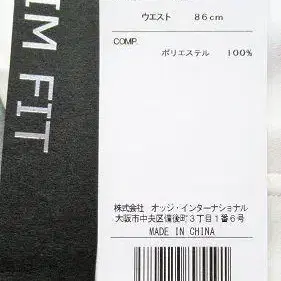 IM FIT
ウエスト 86cm
COMP.
ポリエステル 100%
株式会社 オッジ・インターナショナル
大阪市中央区備後町3丁目1番6号
MADE IN CHINA